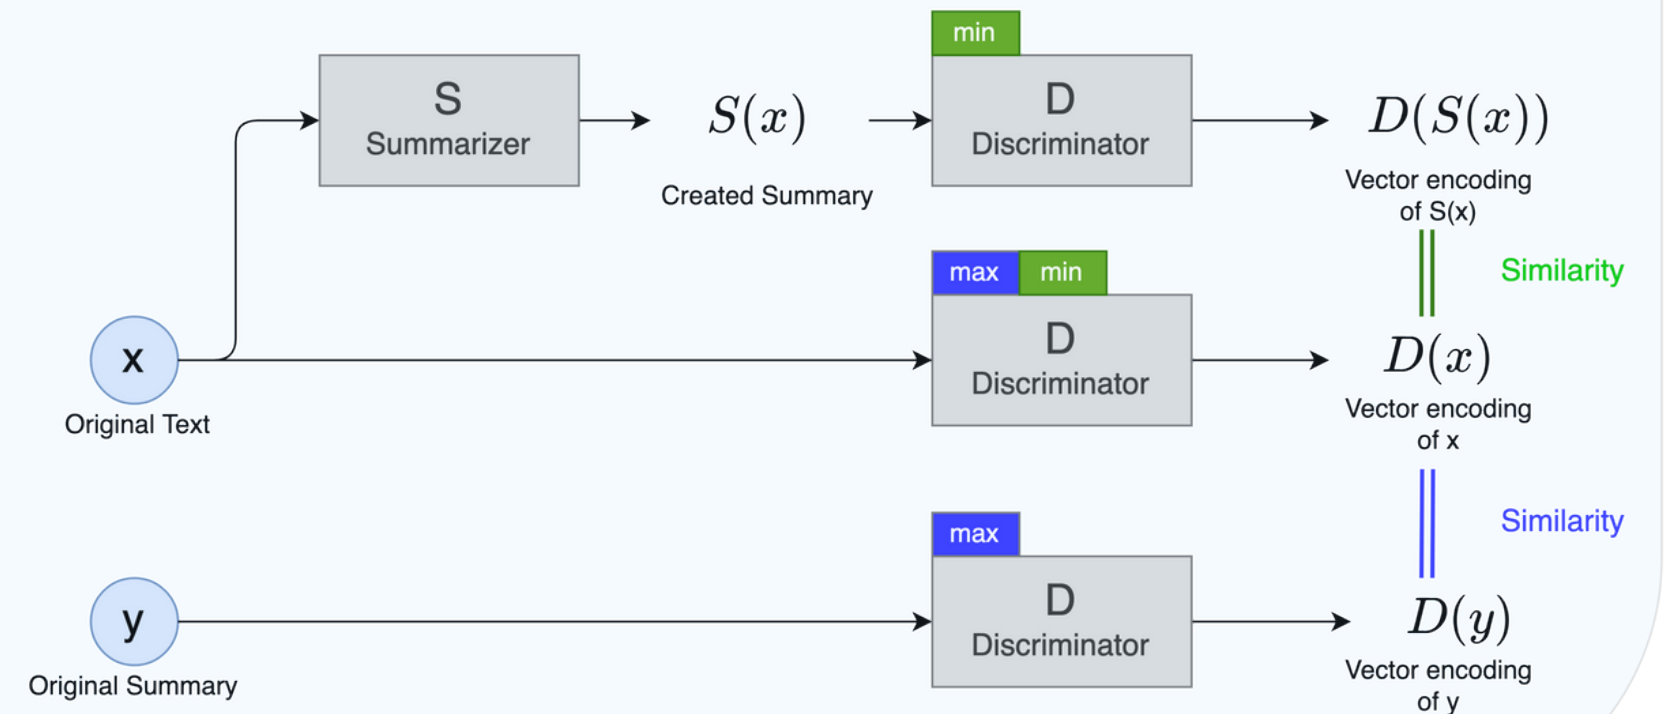 min
S
Summarizer
S(x)
Created Summary
D
Discriminator
D(S(x))
Vector encoding
of S(x)
max
min
Similarity
x
Original Text
D
Discriminator
D(x)
Vector encoding
of x
max
Similarity
y
Original Summary
D
Discriminator
D(y)
Vector encoding
of y